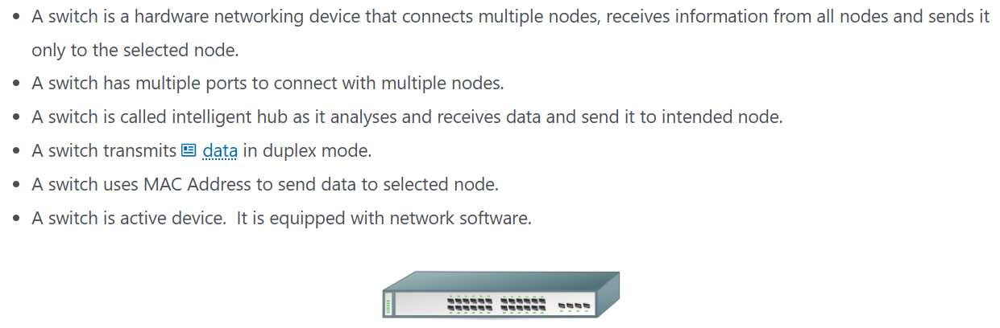 • A switch is a hardware networking device that connects multiple nodes, receives information from all nodes and sends it
only to the selected node.
• A switch has multiple ports to connect with multiple nodes.
• A switch is called intelligent hub as it analyses and receives data and send it to intended node.
• A switch transmits data in duplex mode.
• A switch uses MAC Address to send data to selected node.
• A switch is active device.  It is equipped with network software.